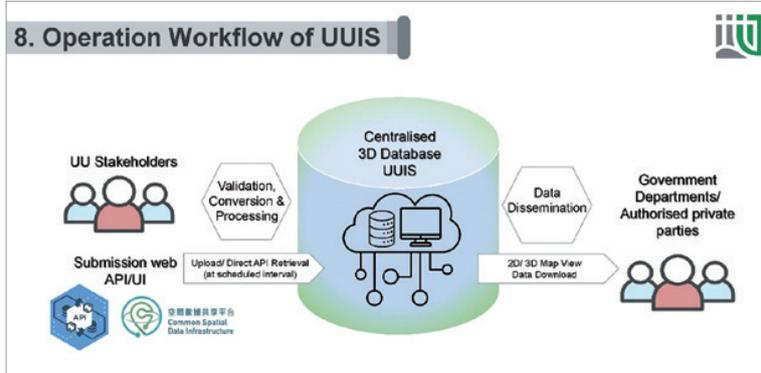 8. Operation Workflow of UUIS
UU Stakeholders
Validation,
Conversion &
Processing
Centralised
3D Database
UUIS
Data
Dissemination
Government
Departments/
Authorised private
parties
Submission web
API/UI
Upload/ Direct API Retrieval
(at scheduled interval)
2D/ 3D Map View
Data Download
API
空間數據共享平台
Common Spatial
Data Infrastructure